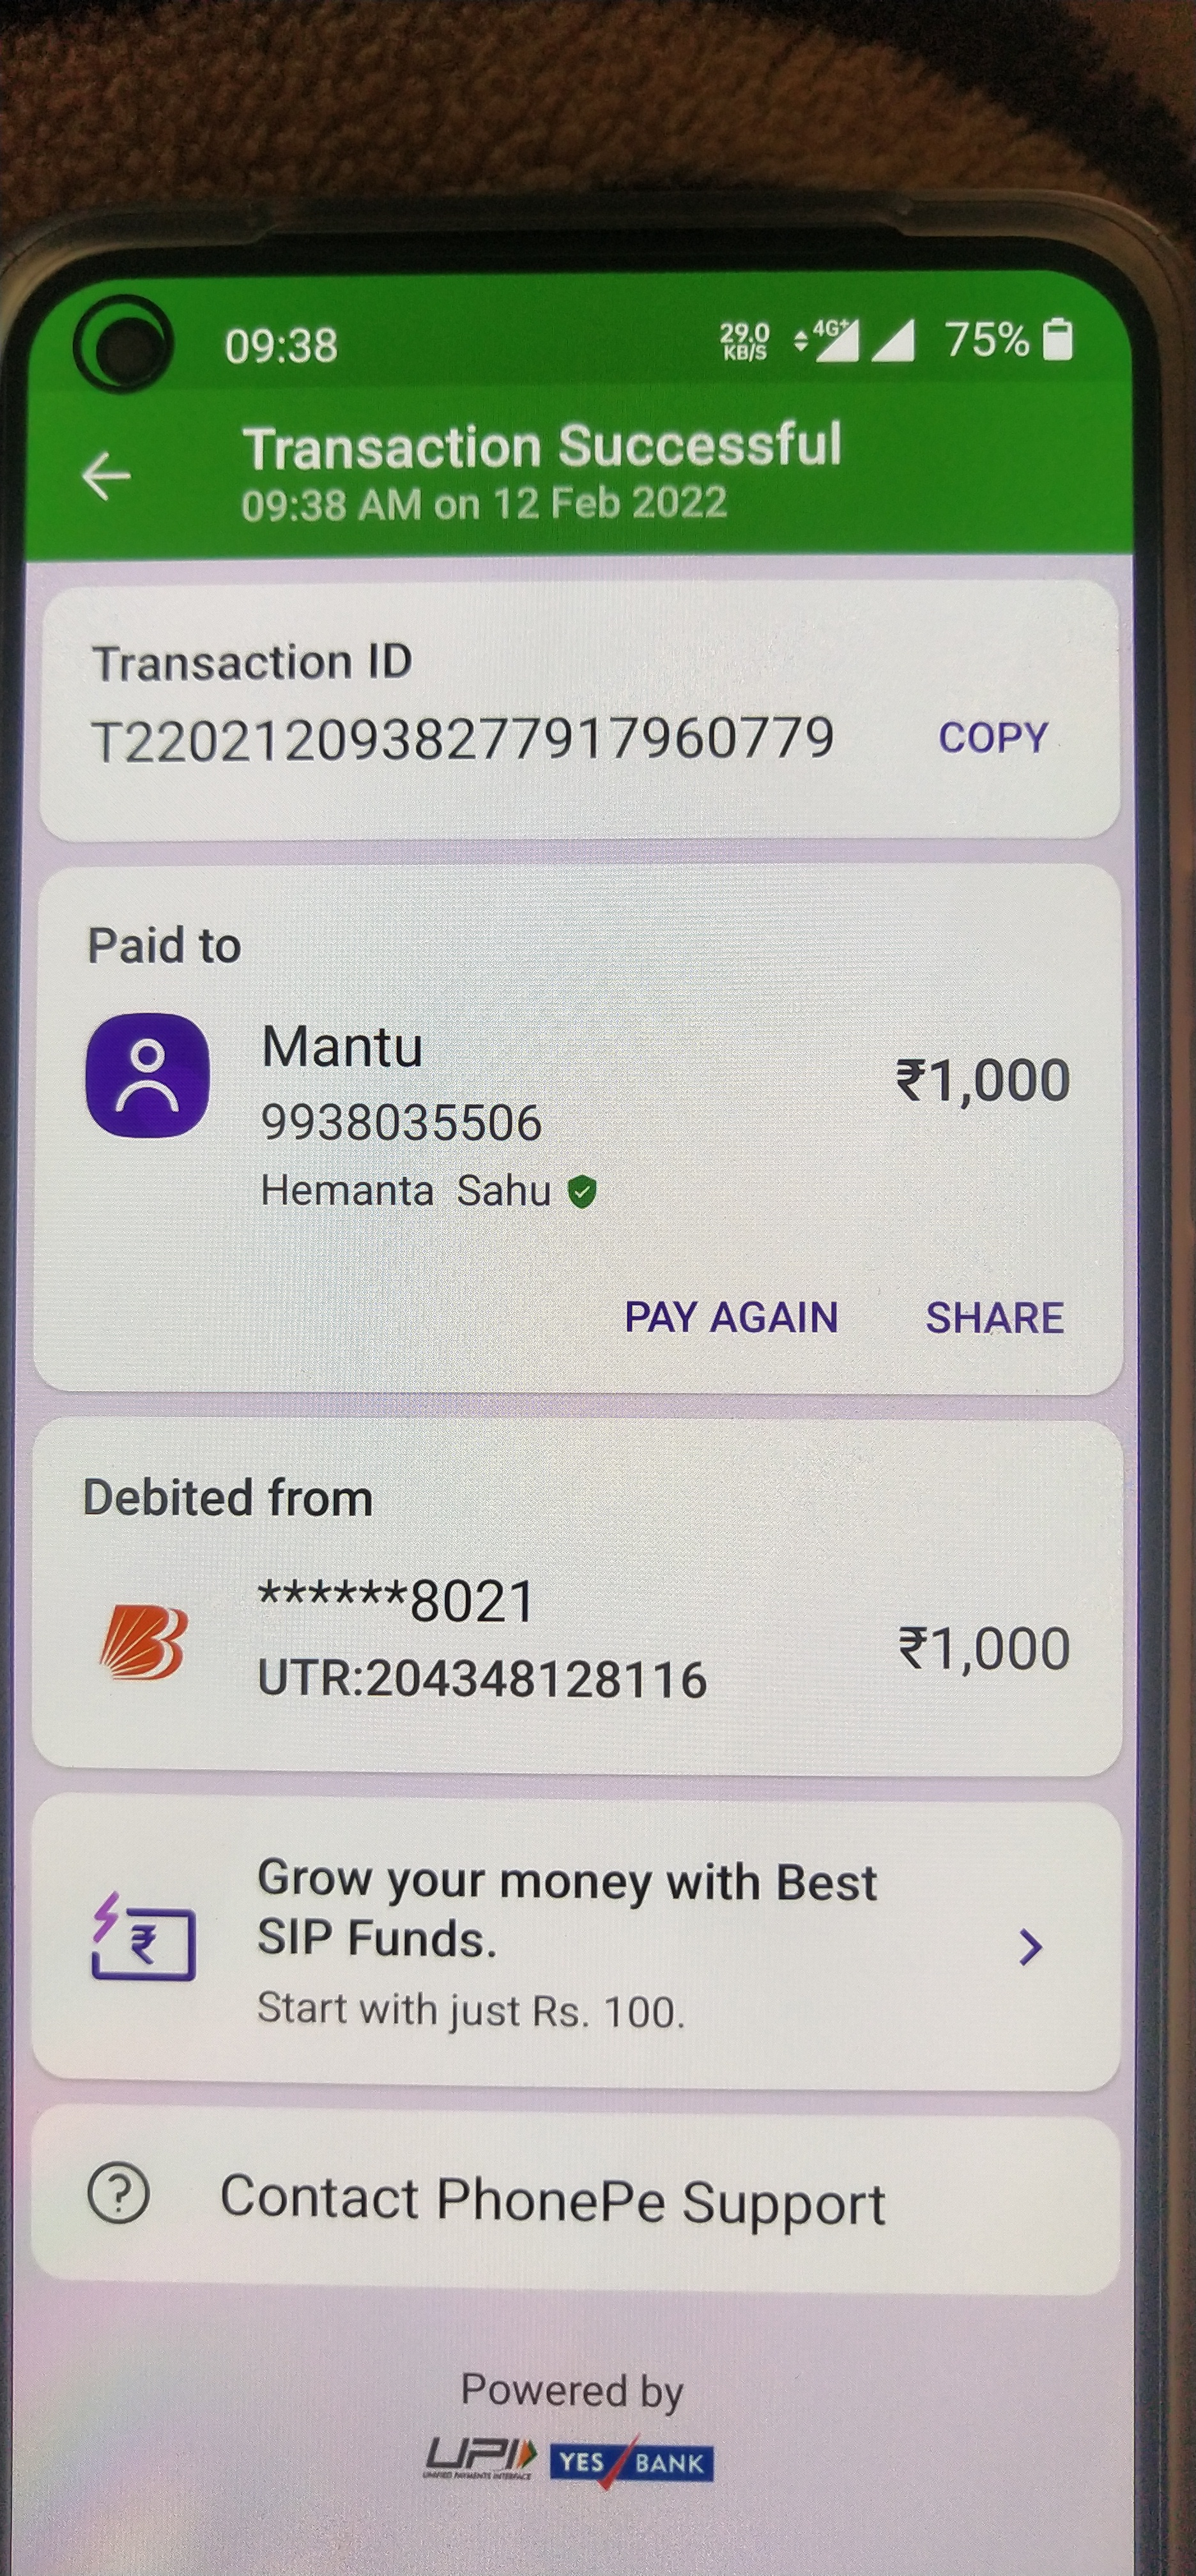 09:38
29.0
KB/S
4G+
75%
Transaction Successful
09:38 AM on 12 Feb 2022
Transaction ID
T2202120938277917960779
COPY
Paid to
Mantu
₹1,000
9938035506
Hemanta Sahu
PAY AGAIN
SHARE
Debited from
******8021
₹1,000
UTR:204348128116
Grow your money with Best
SIP Funds.
Start with just Rs. 100.
Contact PhonePe Support
Powered by
UPI
UNIFIED PAYMENTS INTERFACE
YES BANK